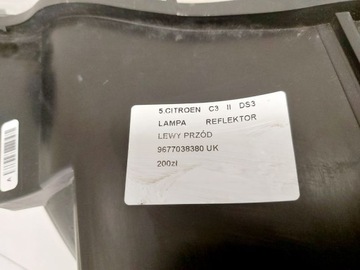 5.CITROEN C3 II DS3
LAMPA REFLEKTOR
LEWY PRZÓD
9677038380 UK
200zł